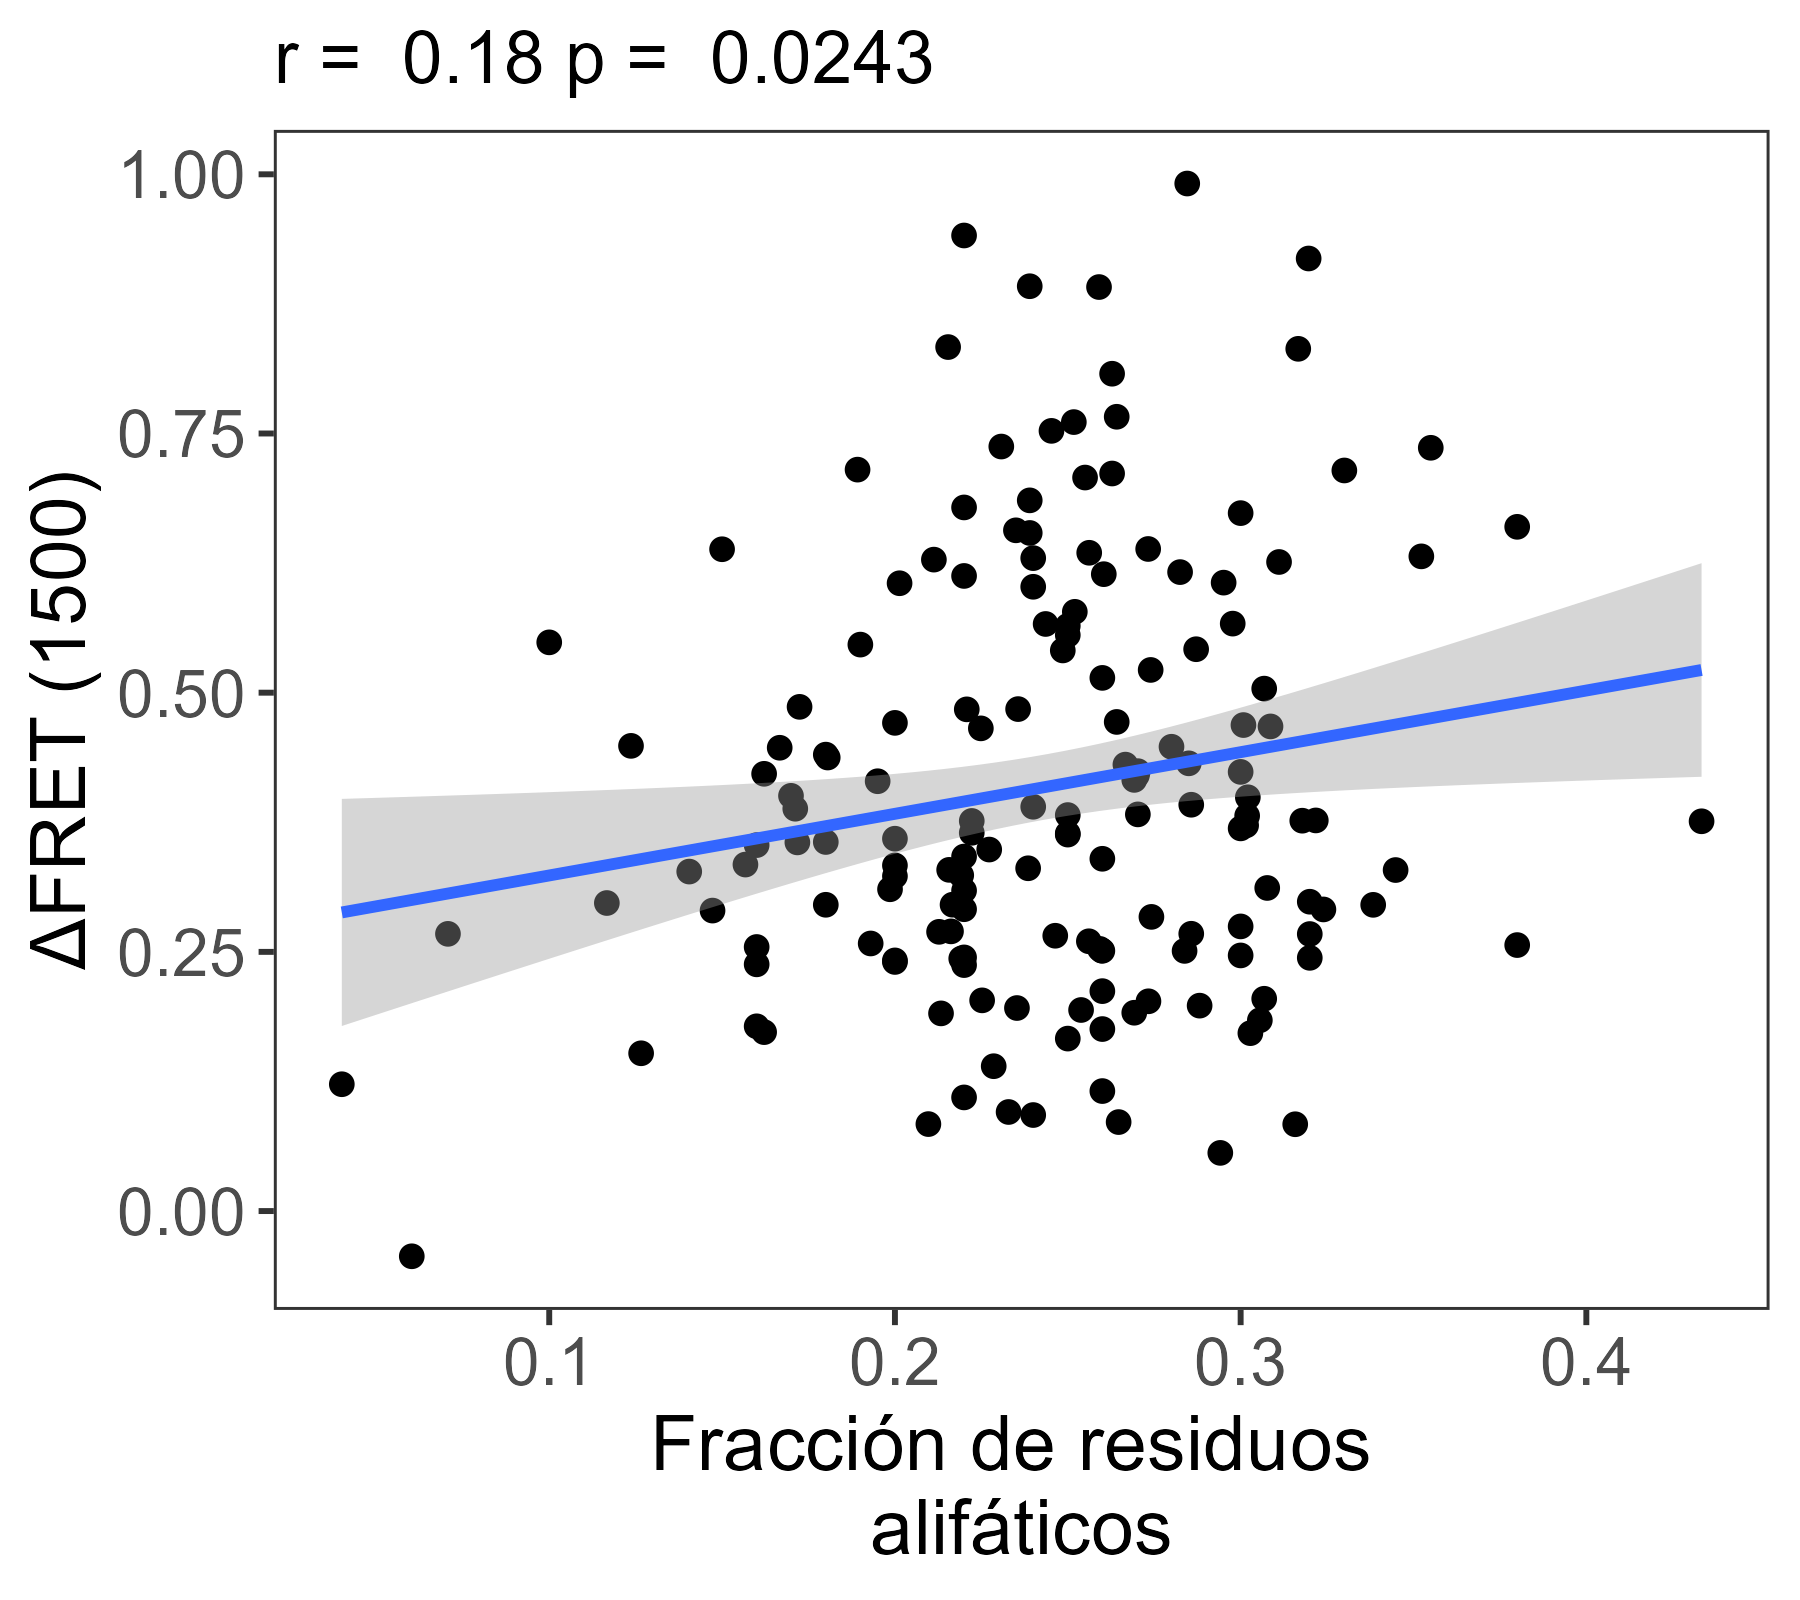 r =  0.18 p =  0.0243
ΔFRET (1500)
1.00
0.75
0.50
0.25
0.00
0.1 0.2 0.3 0.4
Fracción de residuos
alifáticos